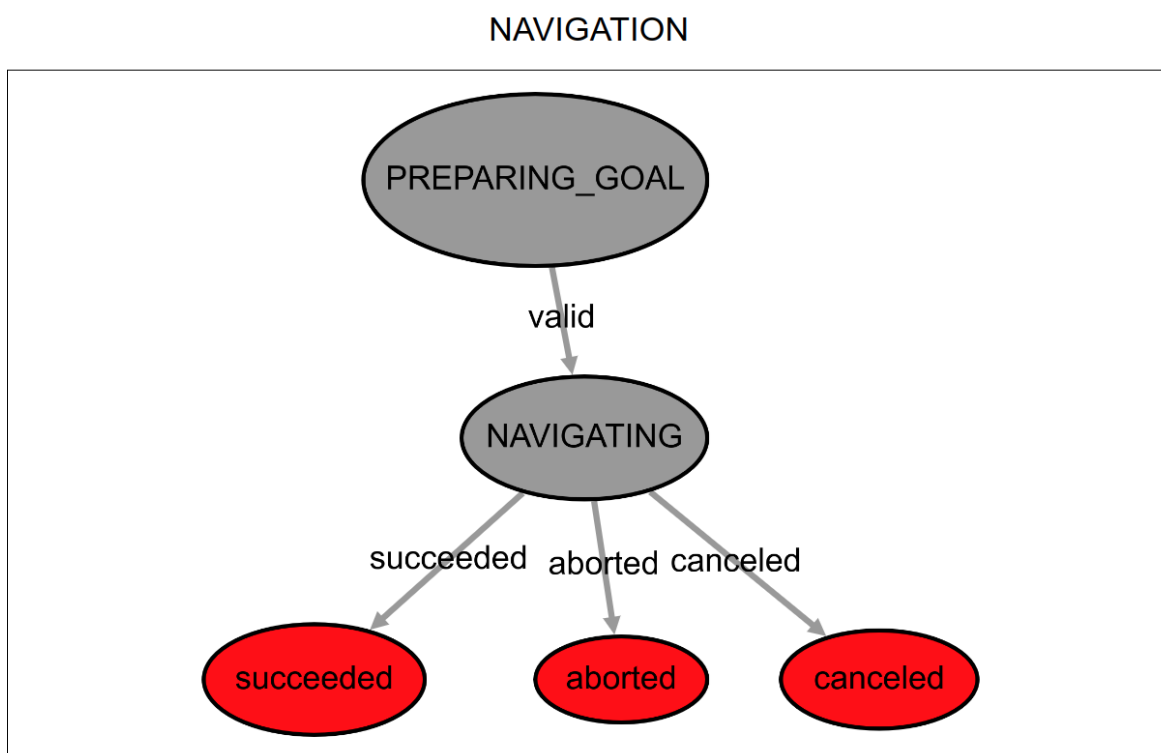 NAVIGATION
PREPARING_GOAL
valid
NAVIGATING
succeeded
aborted
canceled
succeeded
aborted
canceled